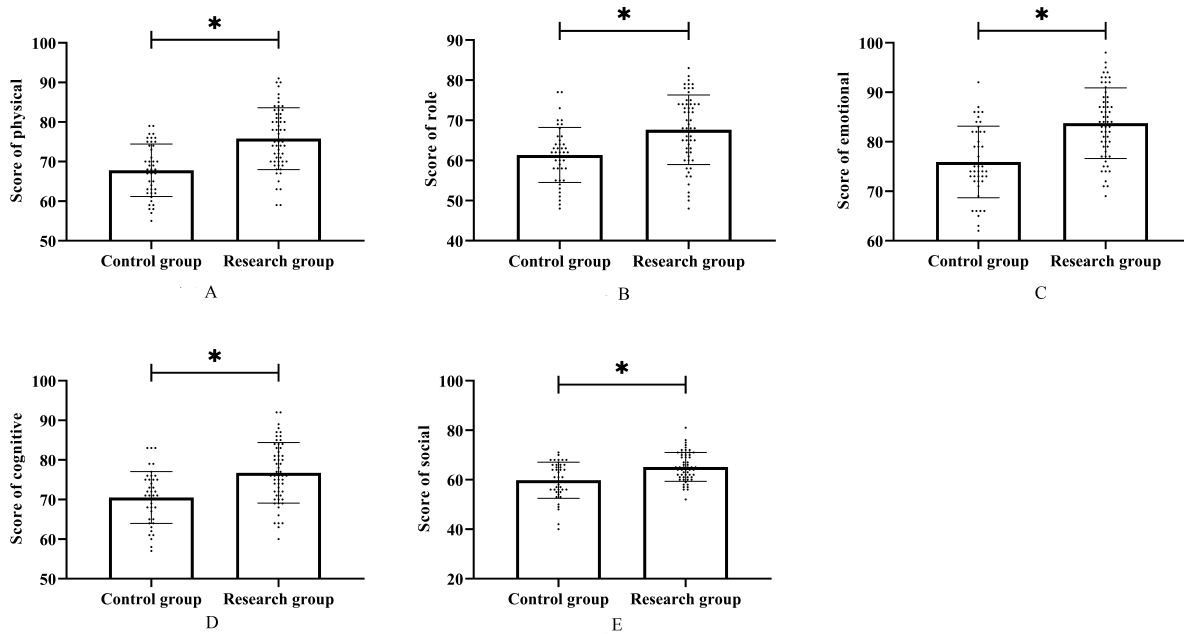 *
100
90
80
70
60
50
Score of physical
Control group
Research group
A
*
90
80
70
60
50
40
Score of role
Control group
Research group
B
*
100
90
80
70
60
Score of emotional
Control group
Research group
C
*
100
90
80
70
60
50
Score of cognitive
Control group
Research group
D
*
100
80
60
40
20
Score of social
Control group
Research group
E